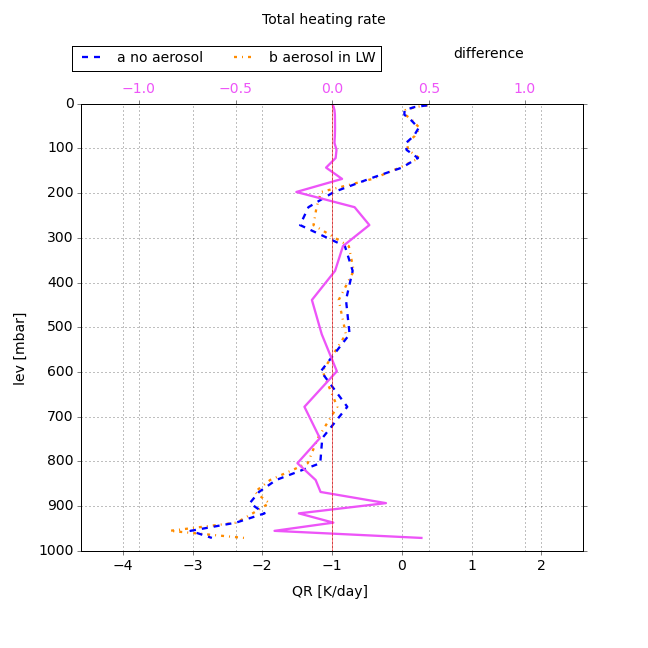 Total heating rate
a no aerosol b aerosol in LW difference
−1.0 −0.5 0.0 0.5 1.0
0
100
200
300
400
500
600
700
800
900
1000
lev [mbar]
−4 −3 −2 −1 0 1 2
QR [K/day]